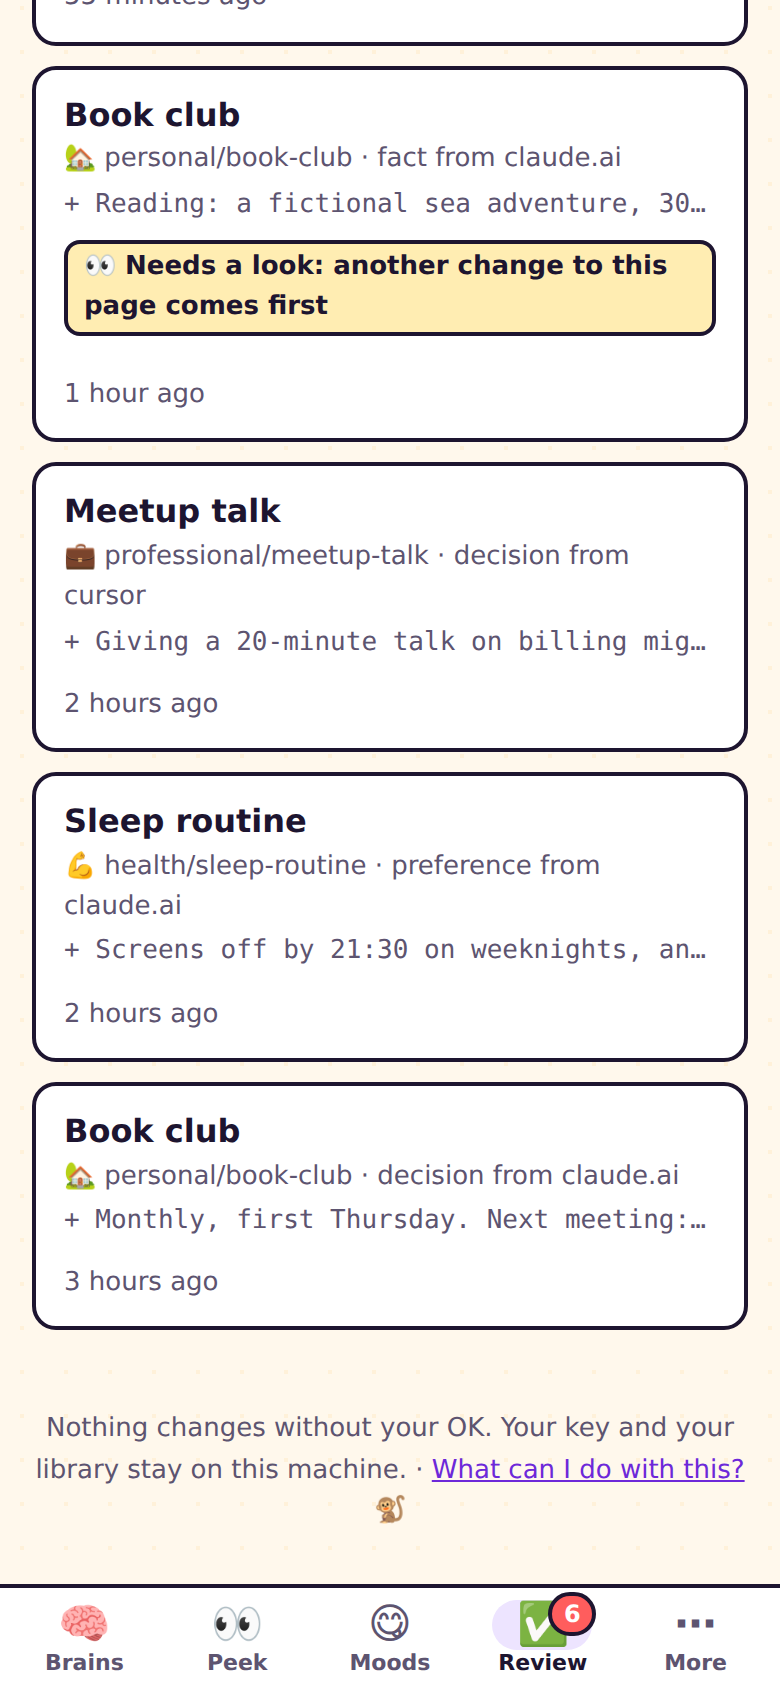 Book club
🏡 personal/book-club · fact from claude.ai
+ Reading: a fictional sea adventure, 30…
👀 Needs a look: another change to this
page comes first
1 hour ago
Meetup talk
💼 professional/meetup-talk · decision from
cursor
+ Giving a 20-minute talk on billing mig…
2 hours ago
Sleep routine
💪 health/sleep-routine · preference from
claude.ai
+ Screens off by 21:30 on weeknights, an…
2 hours ago
Book club
🏡 personal/book-club · decision from claude.ai
+ Monthly, first Thursday. Next meeting:…
3 hours ago
Nothing changes without your OK. Your key and your
library stay on this machine. · What can I do with this?
🐒
6
Brains Peek Moods Review More